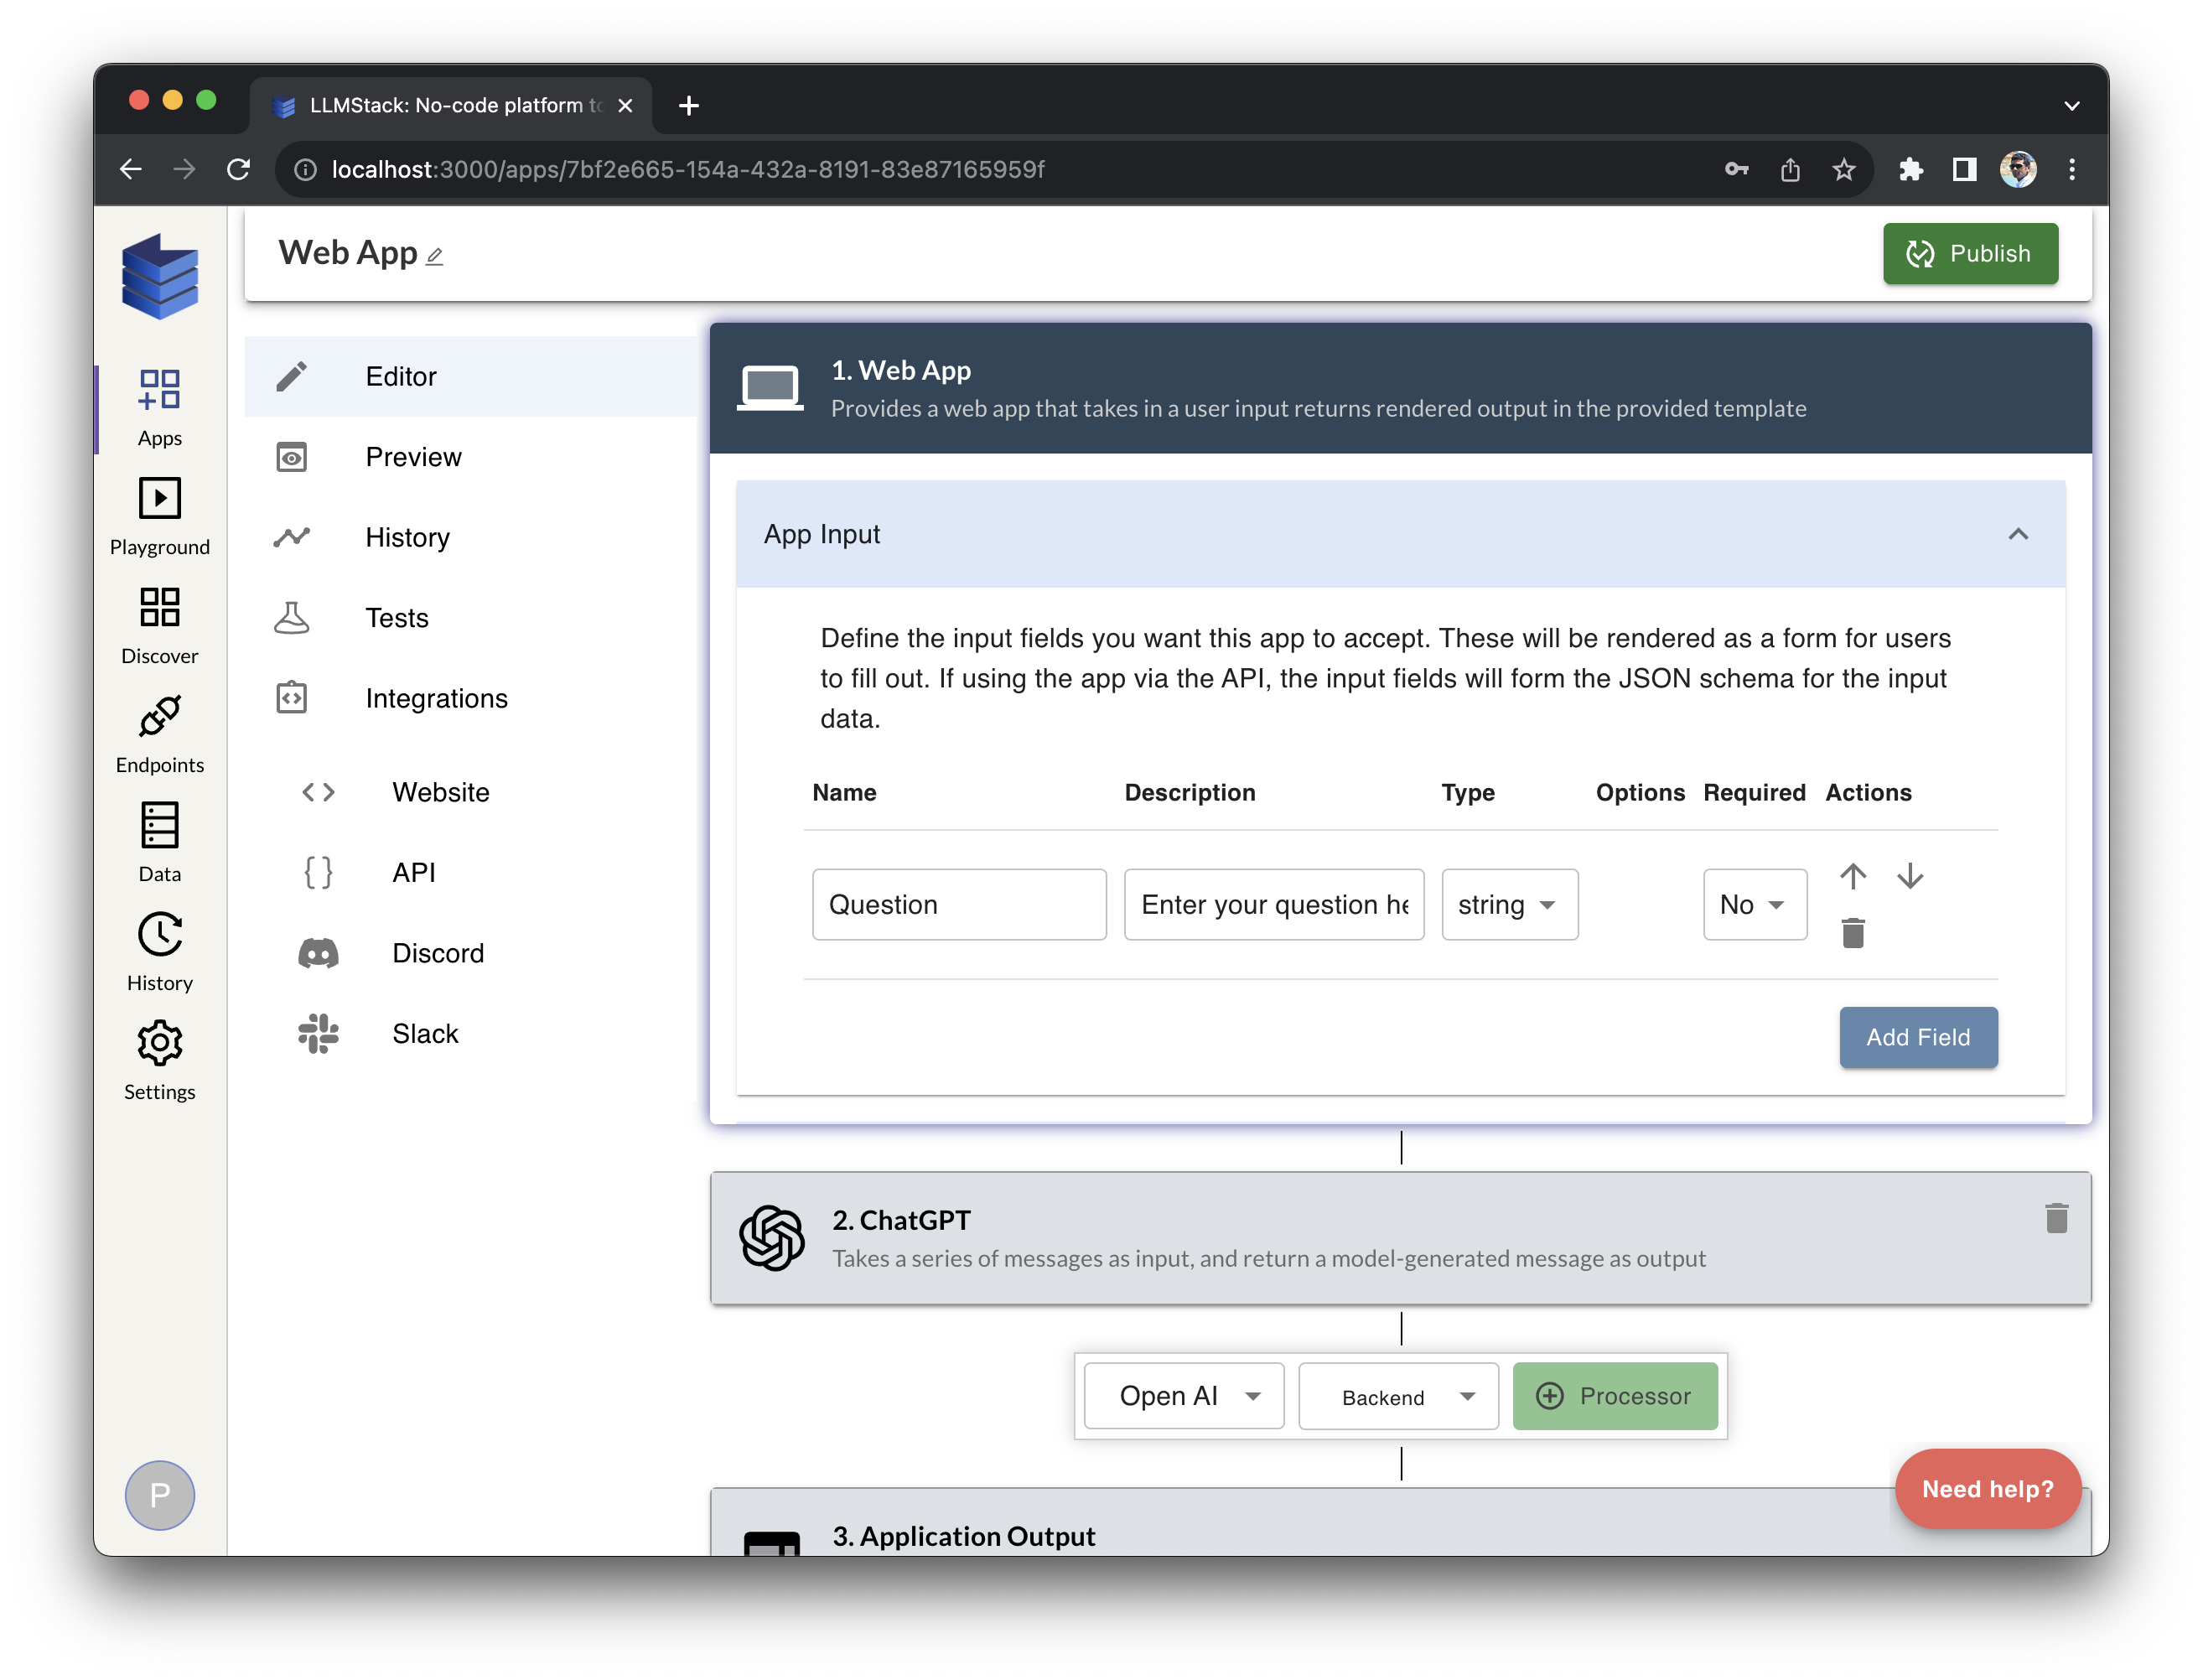 LLMStack: No-code platform to
localhost:3000/apps/7bf2e665-154a-432a-8191-83e87165959f
Web App
Publish
Apps
Playground
Discover
Endpoints
Data
History
Settings
P
Editor
Preview
History
Tests
Integrations
Website
API
Discord
Slack
1. Web App
Provides a web app that takes in a user input returns rendered output in the provided template
App Input
Define the input fields you want this app to accept. These will be rendered as a form for users
to fill out. If using the app via the API, the input fields will form the JSON schema for the input
data.
Name Description Type Options Required Actions
Question Enter your question he string No
Add Field
2. ChatGPT
Takes a series of messages as input, and return a model-generated message as output
Open AI Backend Processor
Need help?
3. Application Output